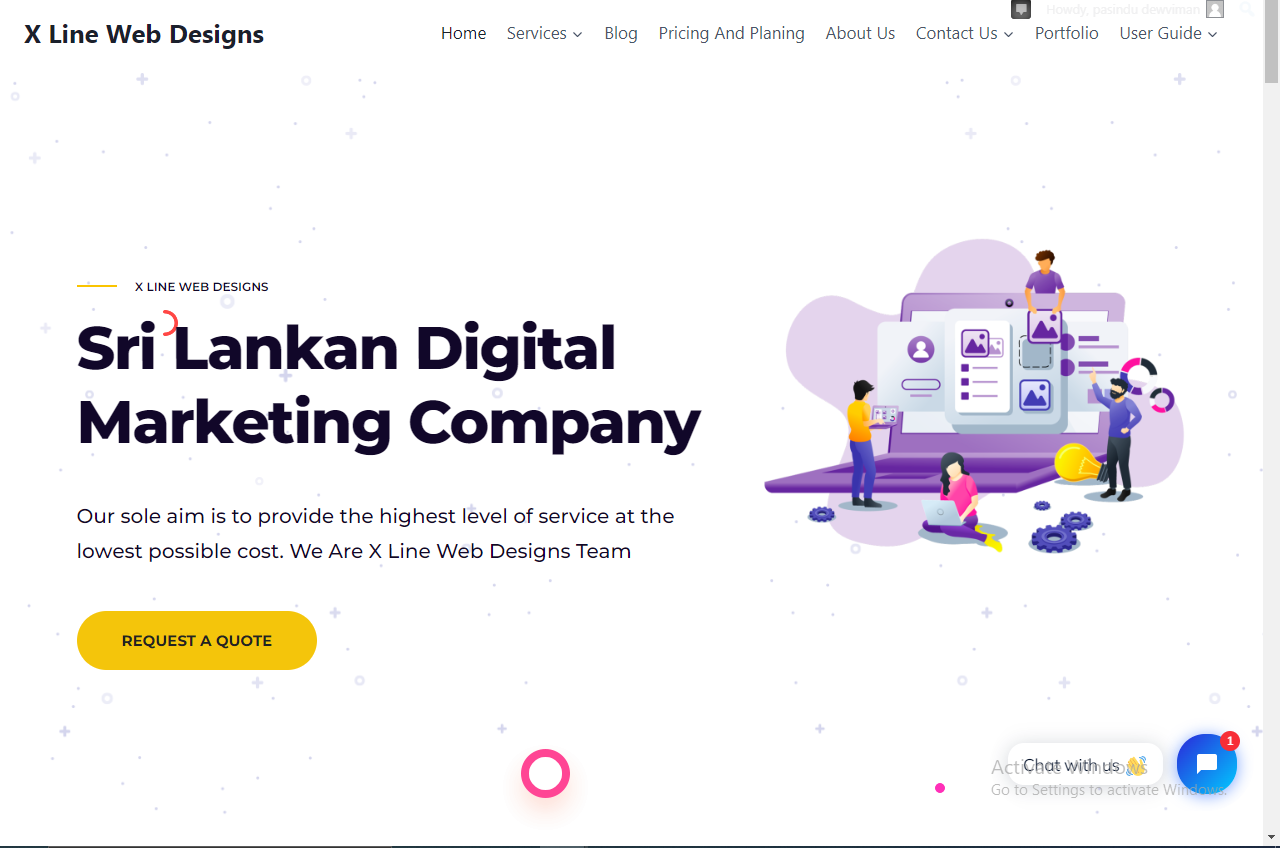 Howdy, pasindu dewviman
X Line Web Designs
Home Services Blog Pricing And Planing About Us Contact Us Portfolio User Guide
X LINE WEB DESIGNS
Sri Lankan Digital
Marketing Company
Our sole aim is to provide the highest level of service at the
lowest possible cost. We Are X Line Web Designs Team
REQUEST A QUOTE
1
Chat with us 👋
Activate Windows
Go to Settings to activate Windows.